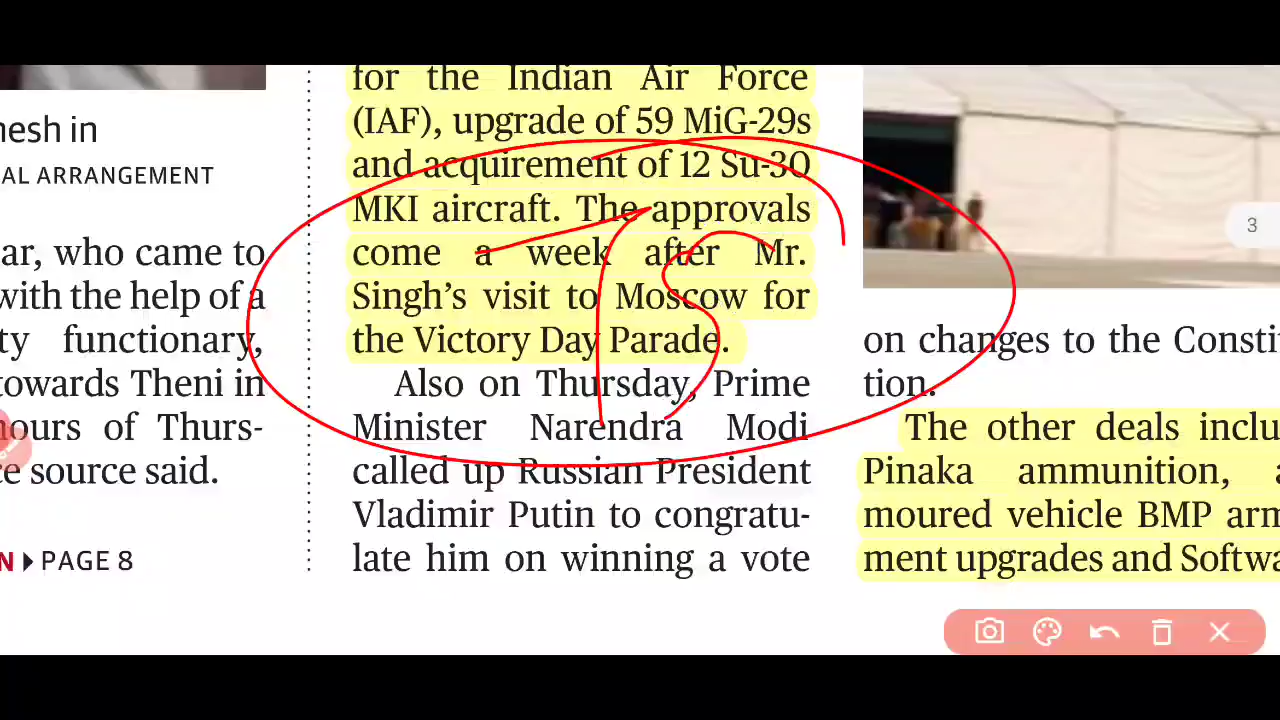 nesh in
AL ARRANGEMENT
ar, who came to
with the help of a
ty functionary,
towards Theni in
hours of Thurs-
ce source said.
N PAGE 8
for the Indian Air Force
(IAF), upgrade of 59 MiG-29s
and acquirement of 12 Su-30
MKI aircraft. The approvals
come a week after Mr.
Singh's visit to Moscow for
the Victory Day Parade.
Also on Thursday, Prime
Minister Narendra Modi
called up Russian President
Vladimir Putin to congratu-
late him on winning a vote
3
on changes to the Consti
tion.
The other deals inclu
Pinaka ammunition, a
moured vehicle BMP arm
ment upgrades and Softwa